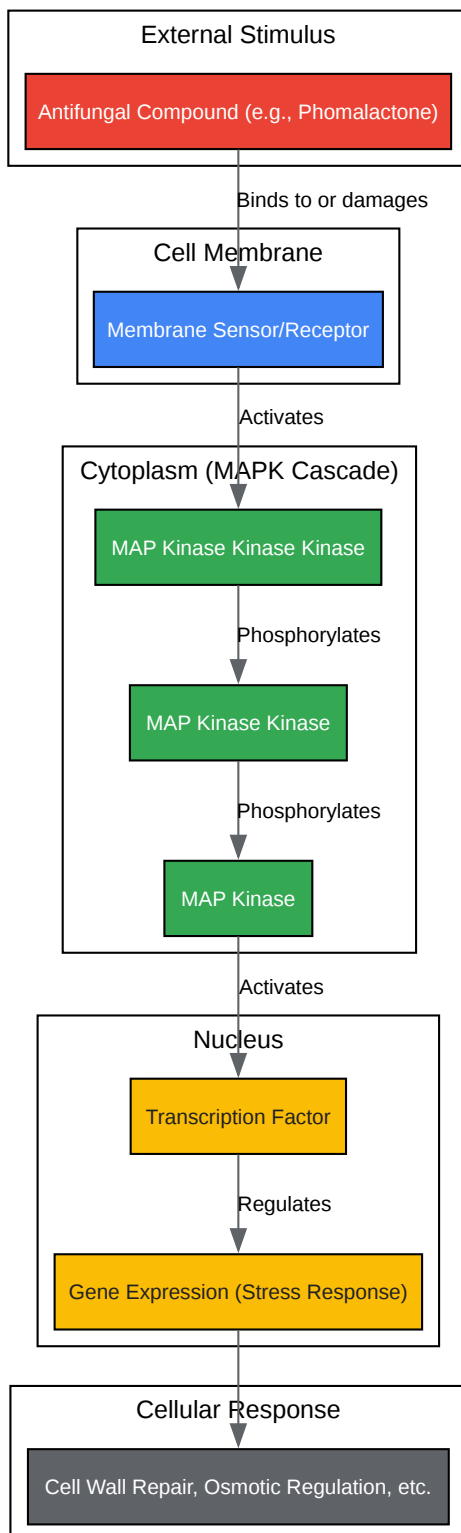 External Stimulus
Antifungal Compound (e.g., Phomalactone)
Binds to or damages
Cell Membrane
Membrane Sensor/Receptor
Activates
Cytoplasm (MAPK Cascade)
MAP Kinase Kinase Kinase
Phosphorylates
MAP Kinase Kinase
Phosphorylates
MAP Kinase
Activates
Nucleus
Transcription Factor
Regulates
Gene Expression (Stress Response)
Cellular Response
Cell Wall Repair, Osmotic Regulation, etc.